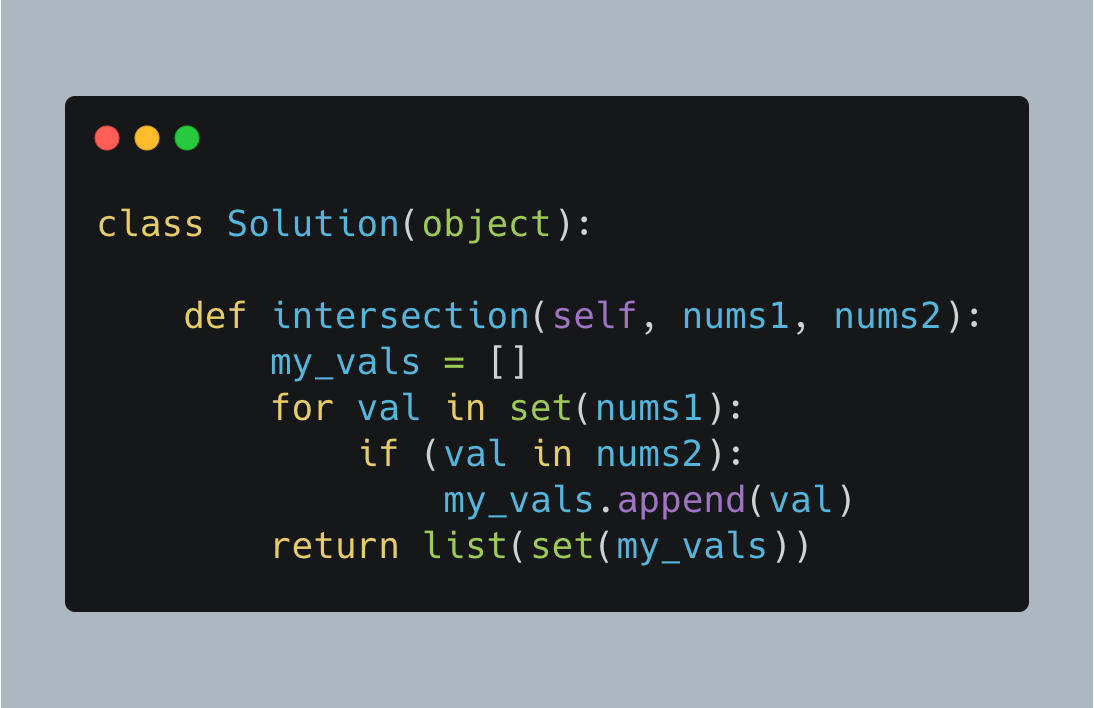 class Solution(object):

    def intersection(self, nums1, nums2):
        my_vals = []
        for val in set(nums1):
            if (val in nums2):
                my_vals.append(val)
        return list(set(my_vals))